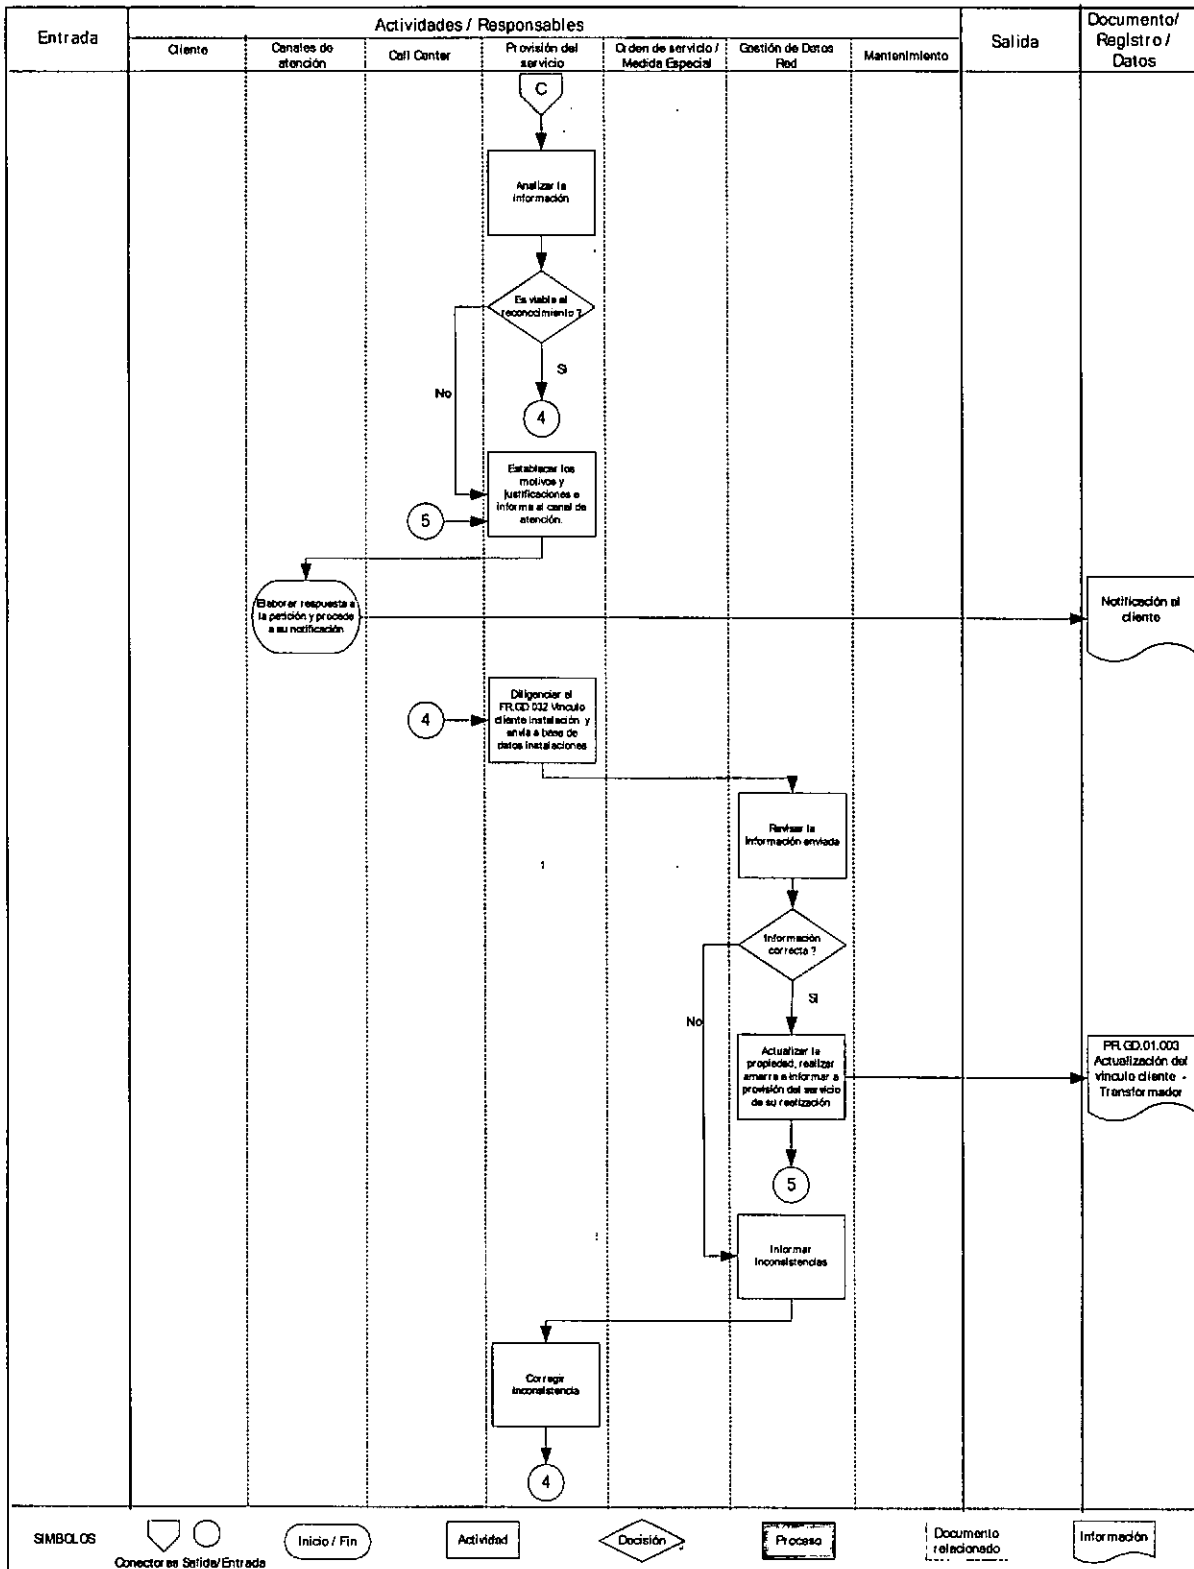 Entrada
Actividades / Responsables
Salida
Documento/
Registro /
Datos
Cliente
Canales de
atención
Call Center
Provisión del
servicio
Orden de servicio /
Medida Especial
Gestión de Datos
Red
Mantenimiento
C
Analizar la
información
Es viable el
reconocimiento ?
Si
No
4
Establecer los
motivos y
justificaciones e
informa al canal de
atención.
5
Elaborar respuesta a
la petición y procede
a su notificación
Notificación al
cliente
4
Diligenciar el
FR.GD.032 Vinculo
cliente instalación y
envía a base de
datos instalaciones
Revisar la
información enviada
Información
correcta ?
Si
No
Actualizar la
propiedad, realizar
amarre e informar a
provisión del servicio
de su realización
PR.GD.01.003
Actualización del
vinculo cliente -
Transformador
5
Informar
inconsistencias
Corregir
inconsistencia
4
SIMBOLOS
Conectores Salida/Entrada
Inicio / Fin
Actividad
Decisión
Proceso
Documento
relacionado
Información